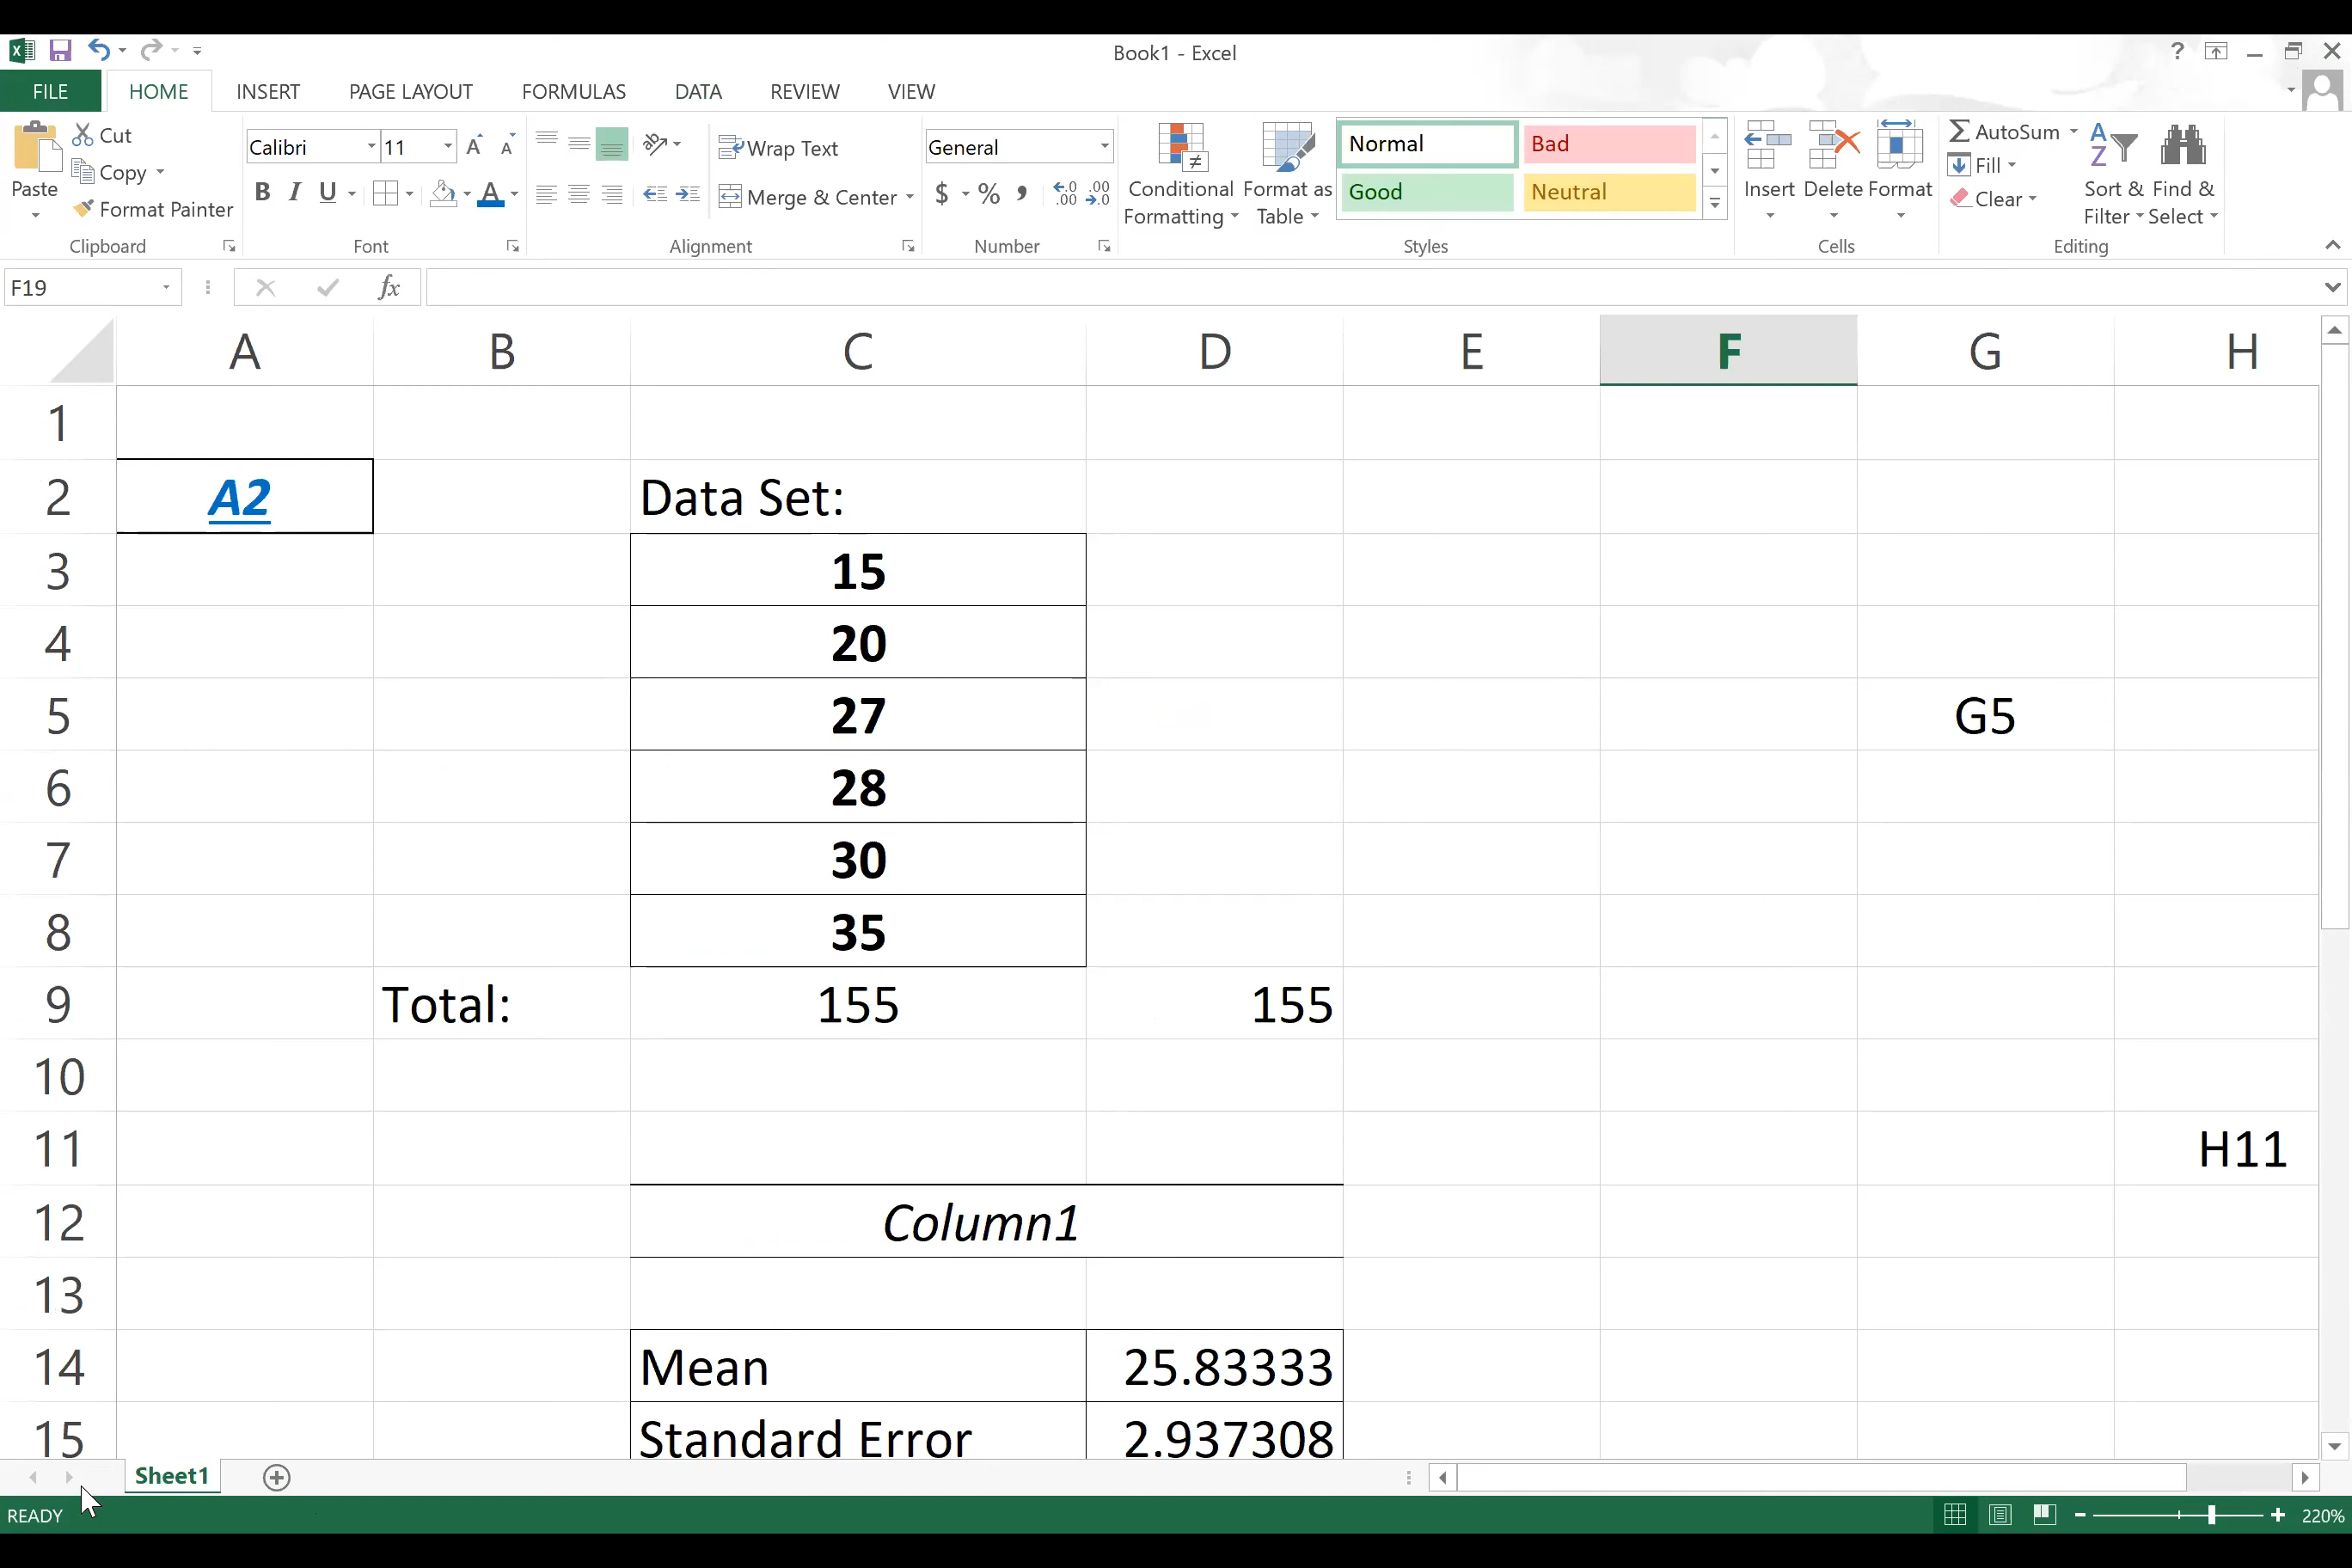 Book1 - Excel
FILE HOME INSERT PAGE LAYOUT FORMULAS DATA REVIEW VIEW
Paste
Cut
Copy
Format Painter
Clipboard
Calibri 11
B I U A
Font
Wrap Text
Merge & Center
Alignment
General
$ % ,
Number
Conditional Formatting
Format as Table
Normal Bad
Good Neutral
Styles
Insert Delete Format
Cells
AutoSum
Fill
Clear
Sort & Filter
Find & Select
Editing
F19 fx
A B C D E F G H
1
2 A2 Data Set:
3 15
4 20
5 27 G5
6 28
7 30
8 35
9 Total: 155 155
10
11 H11
12 Column1
13
14 Mean 25.83333
15 Standard Error 2.937308
Sheet1
READY 220%